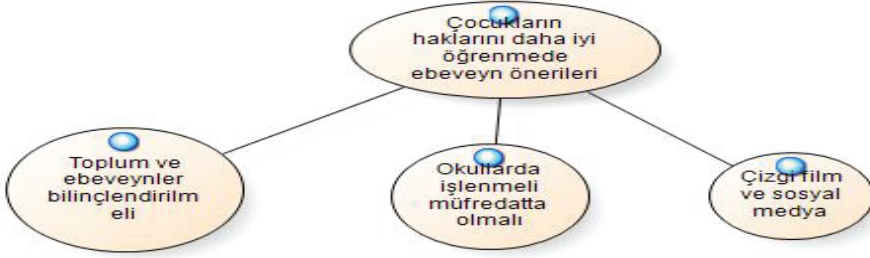 Çocukların
haklarını daha iyi
öğrenmede
ebeveyn önerileri
Toplum ve
ebeveynler
bilinçlendirilm
eli
Okullarda
işlenmeli
müfredatta
olmalı
Çizgi film
ve sosyal
medya